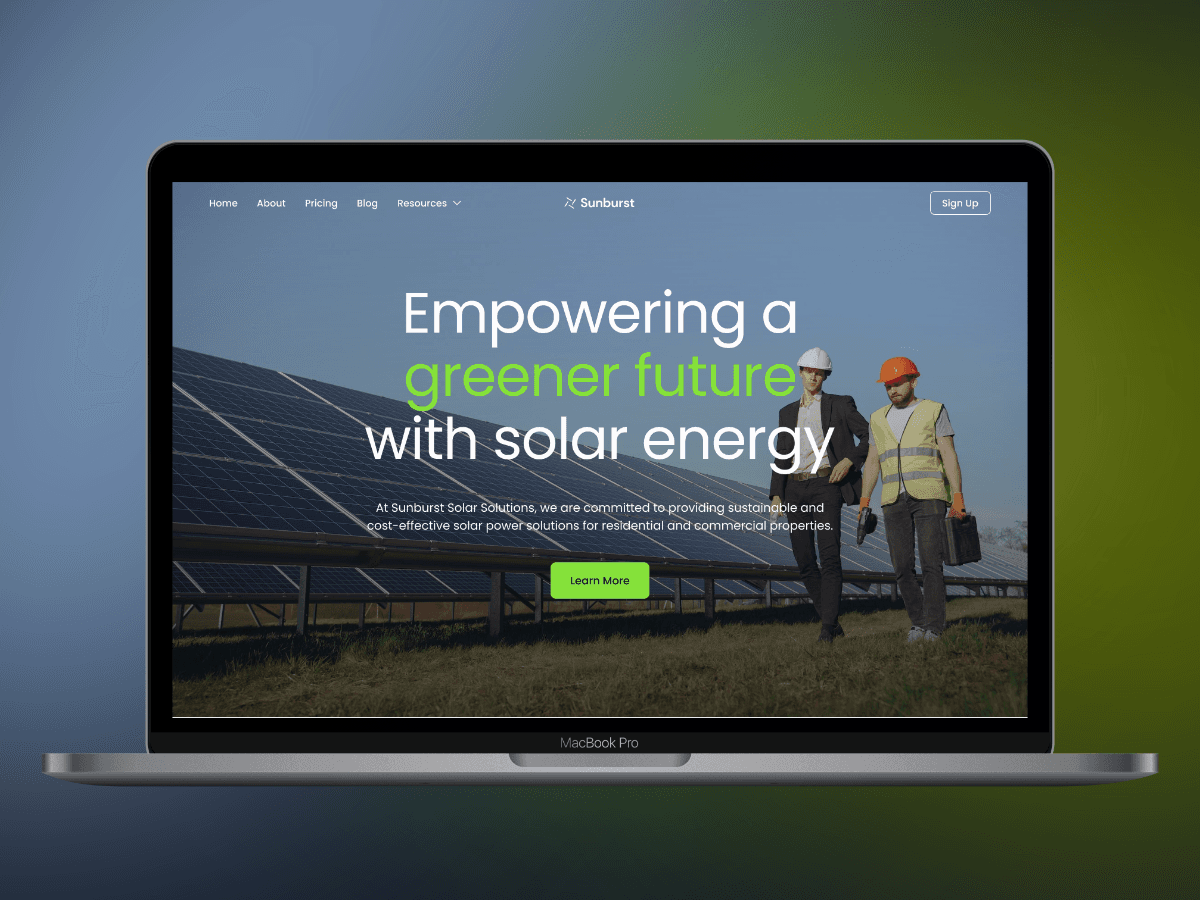 Home About Pricing Blog Resources Sunburst Sign Up
Empowering a
greener future
with solar energy
At Sunburst Solar Solutions, we are committed to providing sustainable and
cost-effective solar power solutions for residential and commercial properties.
Learn More
MacBook Pro